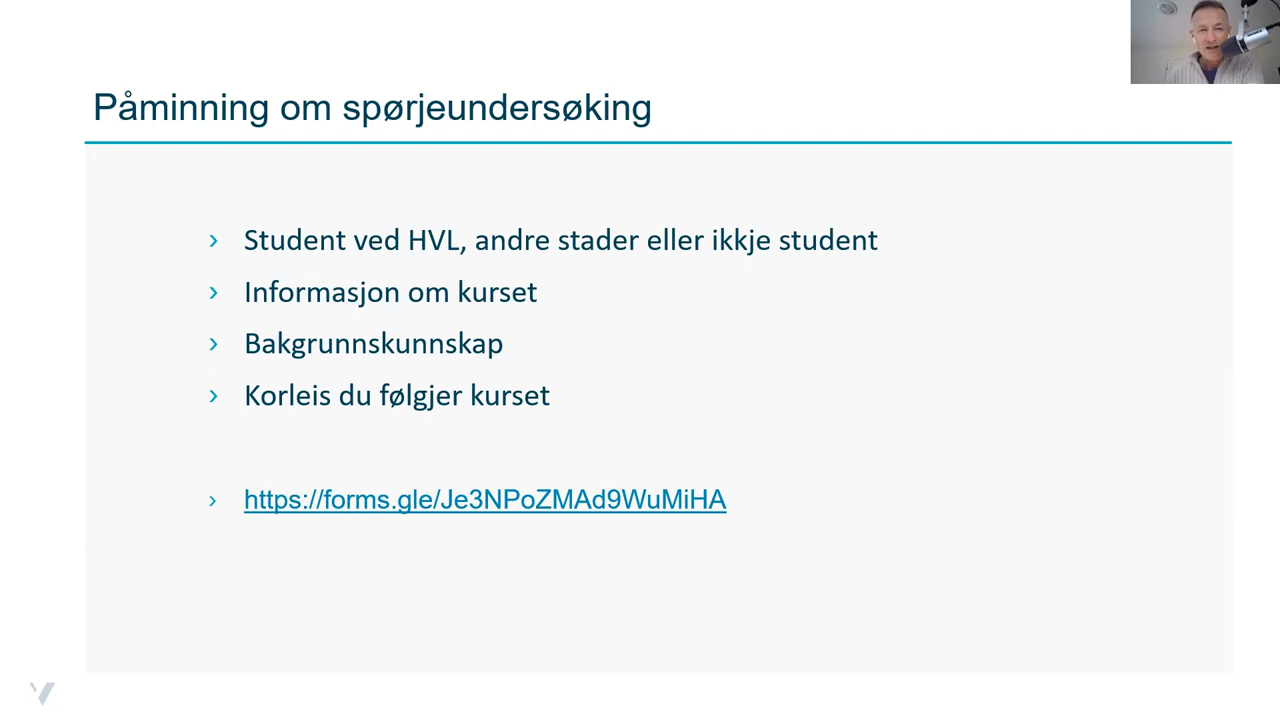 Påminning om spørjeundersøking
› Student ved HVL, andre stader eller ikkje student
› Informasjon om kurset
› Bakgrunnskunnskap
› Korleis du følgjer kurset
› https://forms.gle/Je3NPoZMAd9WuMiHA